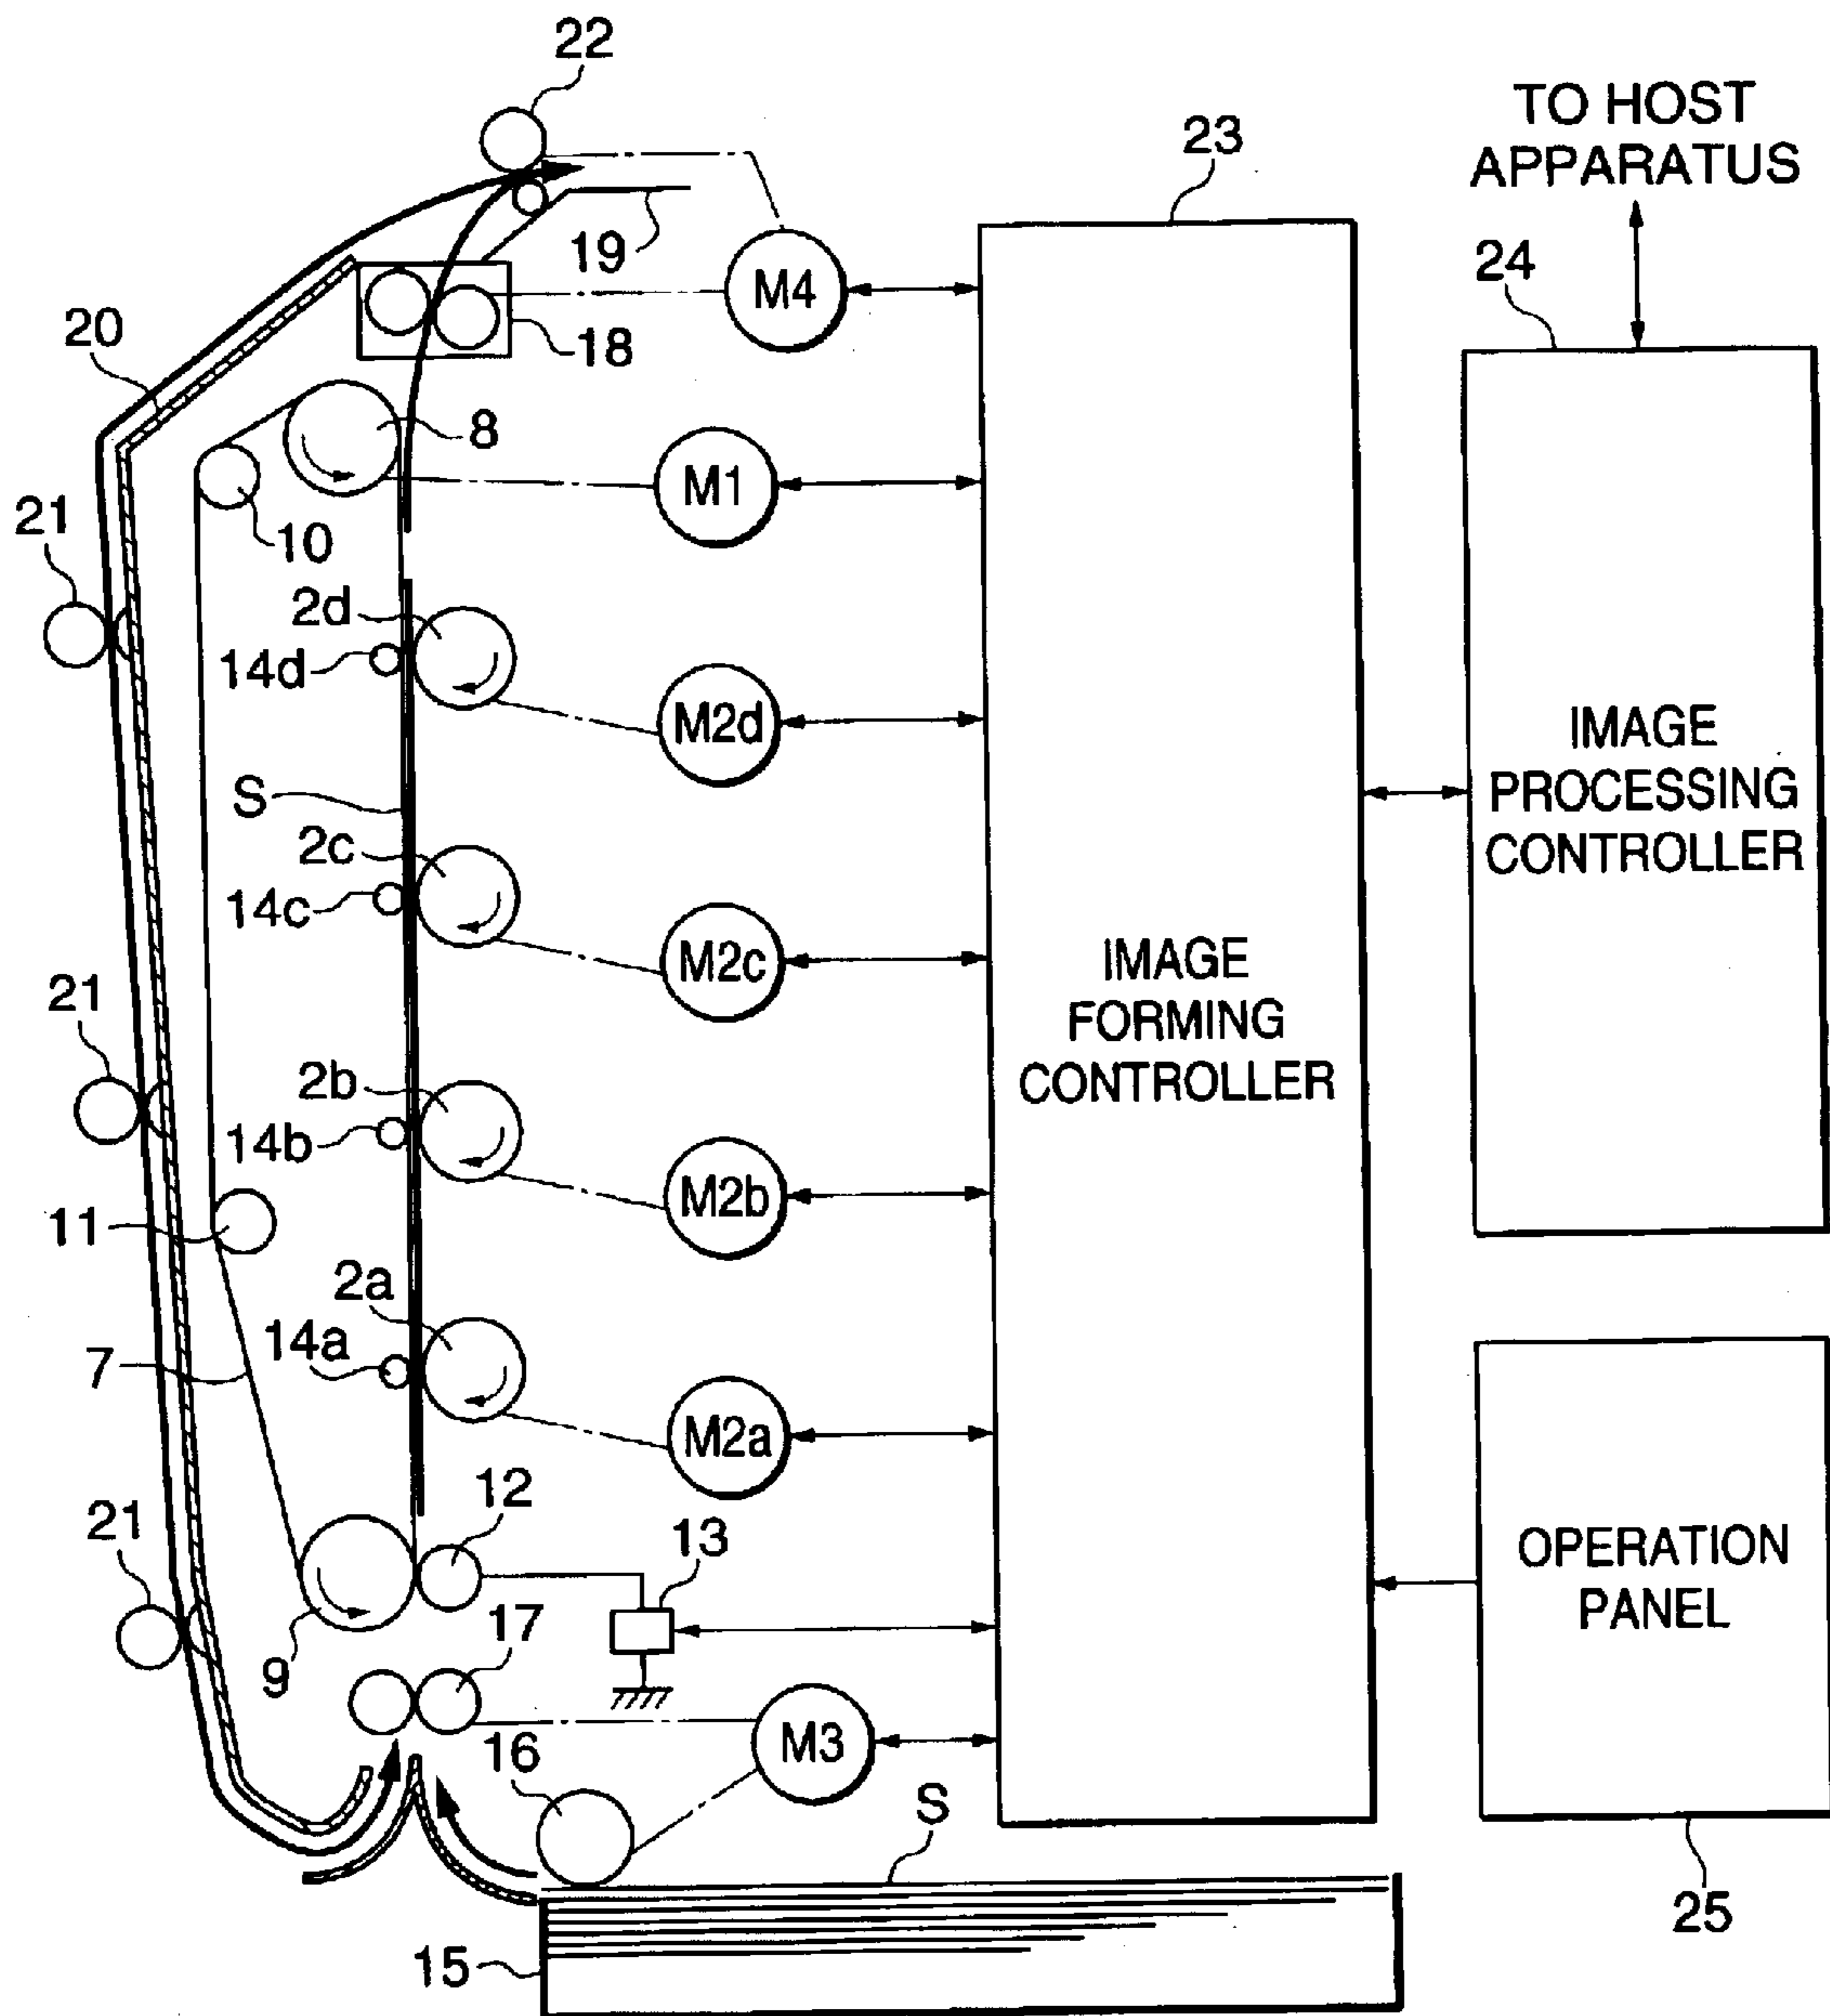 22
TO HOST
APPARATUS
23
24
19
M4
18
20
8
M1
10
21
2d
14d
M2d
S
2c
14c
M2c
IMAGE
PROCESSING
CONTROLLER
IMAGE
FORMING
CONTROLLER
21
2b
14b
M2b
11
2a
14a
7
M2a
12
13
21
OPERATION
PANEL
9
17
16
M3
S
15
25